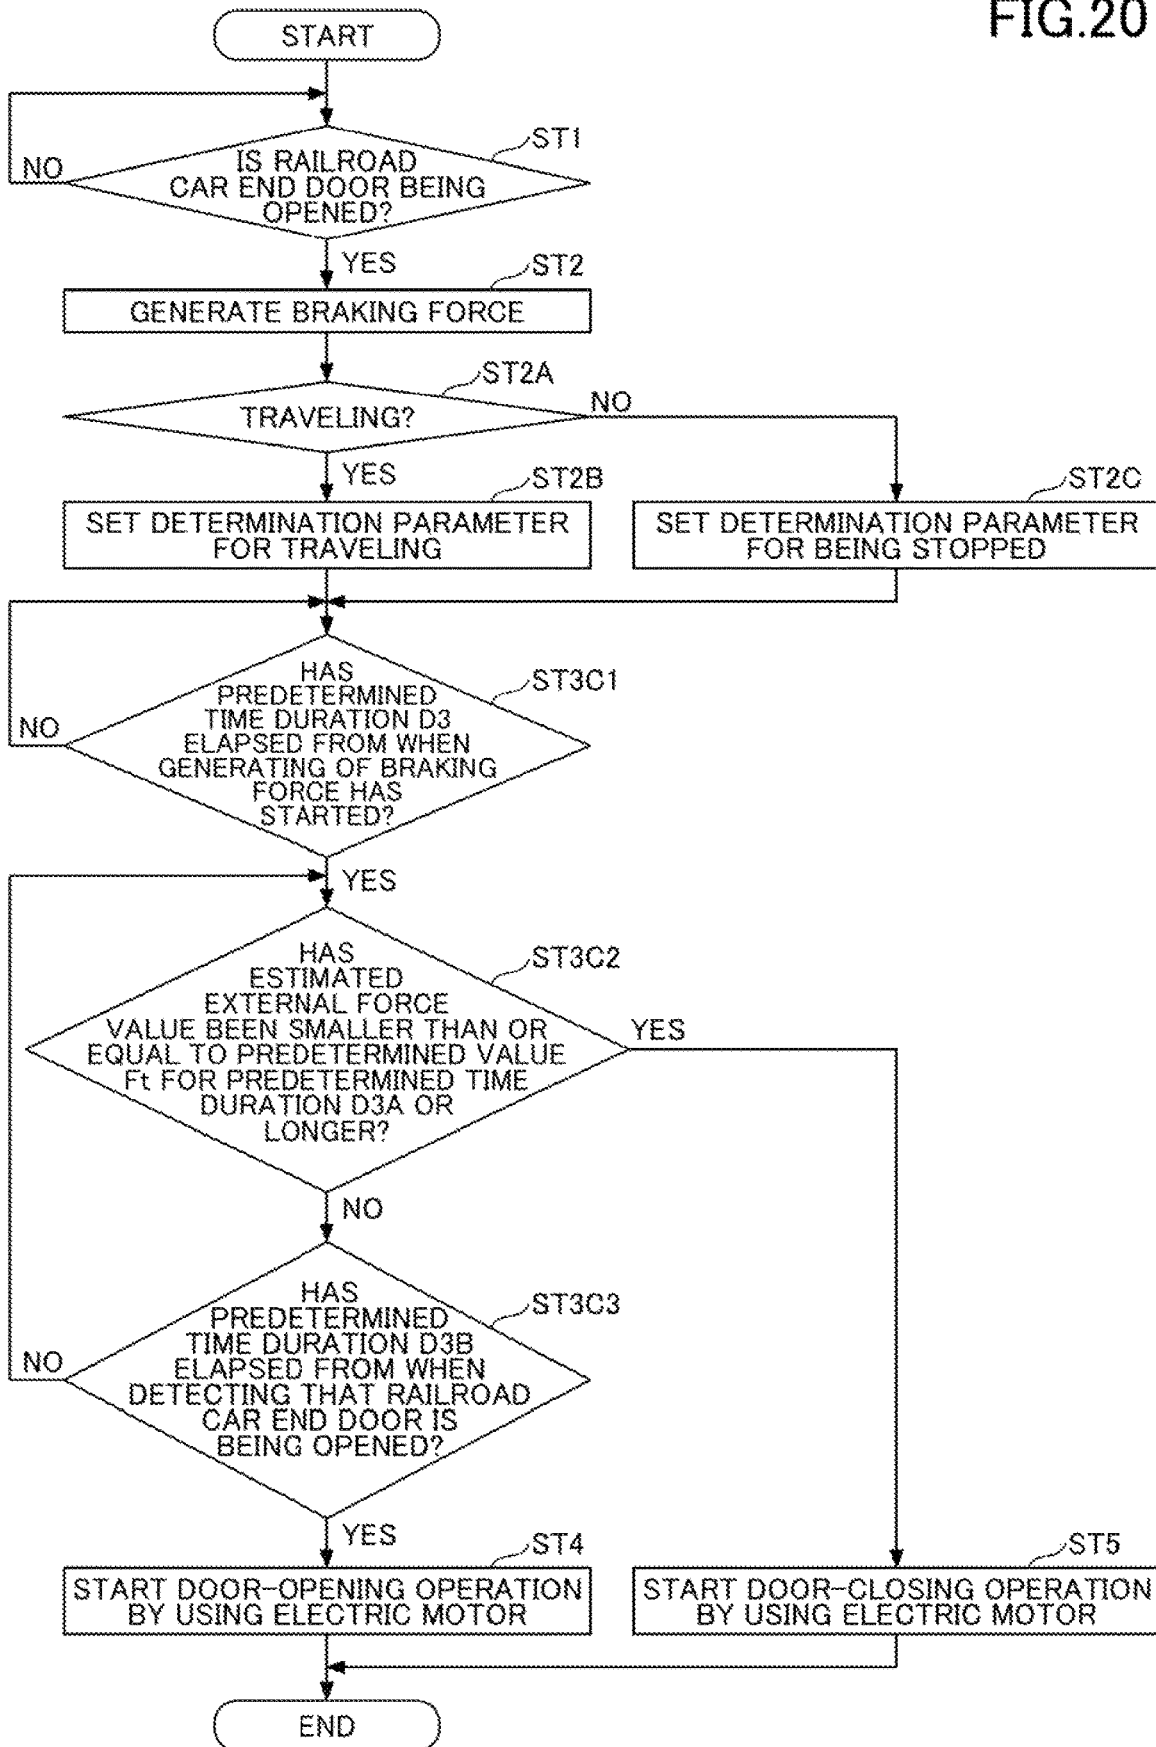 FIG.20
START
ST1
NO
IS RAILROAD
CAR END DOOR BEING
OPENED?
YES
ST2
GENERATE BRAKING FORCE
ST2A
TRAVELING?
NO
YES
ST2B
ST2C
SET DETERMINATION PARAMETER
FOR TRAVELING
SET DETERMINATION PARAMETER
FOR BEING STOPPED
ST3C1
HAS
PREDETERMINED
TIME DURATION D3
ELAPSED FROM WHEN
GENERATING OF BRAKING
FORCE HAS
STARTED?
NO
YES
ST3C2
HAS
ESTIMATED
EXTERNAL FORCE
VALUE BEEN SMALLER THAN OR
EQUAL TO PREDETERMINED VALUE
Ft FOR PREDETERMINED TIME
DURATION D3A OR
LONGER?
YES
NO
ST3C3
HAS
PREDETERMINED
TIME DURATION D3B
ELAPSED FROM WHEN
DETECTING THAT RAILROAD
CAR END DOOR IS
BEING OPENED?
NO
YES
ST4
ST5
START DOOR-OPENING OPERATION
BY USING ELECTRIC MOTOR
START DOOR-CLOSING OPERATION
BY USING ELECTRIC MOTOR
END